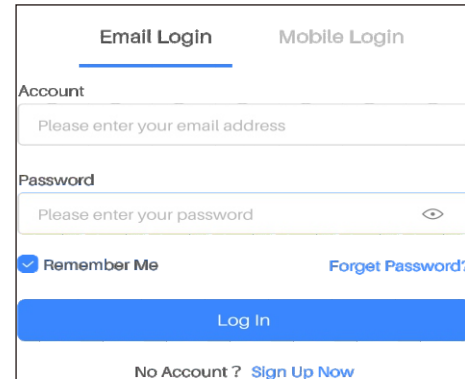 Email Login Mobile Login
Account
Please enter your email address
Password
Please enter your password
Remember Me Forget Password?
Log In
No Account ? Sign Up Now